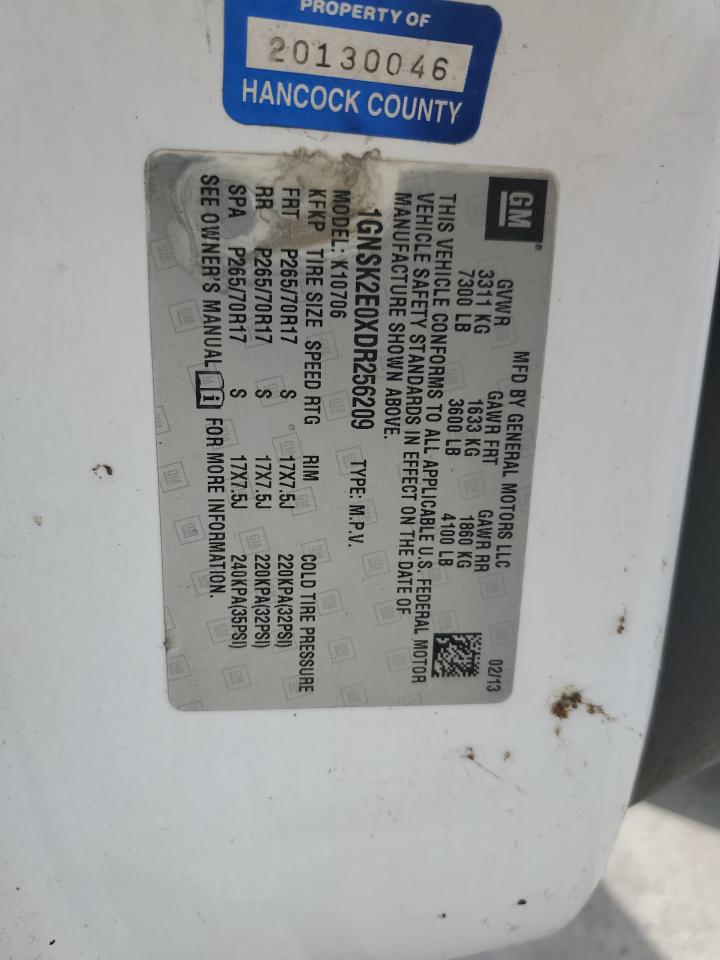 PROPERTY OF
20130046
HANCOCK COUNTY
GM
MFD BY GENERAL MOTORS LLC 02/13
GVWR GAWR FRT GAWR RR
3311 KG 1633 KG 1860 KG
7300 LB 3600 LB 4100 LB
THIS VEHICLE CONFORMS TO ALL APPLICABLE U.S. FEDERAL MOTOR
VEHICLE SAFETY STANDARDS IN EFFECT ON THE DATE OF
MANUFACTURE SHOWN ABOVE.
1GNSK2E0XDR256209 TYPE: M.P.V.
MODEL: K10706
KFKP TIRE SIZE SPEED RTG RIM COLD TIRE PRESSURE
FRT P265/70R17 S 17X7.5J 220KPA(32PSI)
RR P265/70R17 S 17X7.5J 220KPA(32PSI)
SPA P265/70R17 S 17X7.5J 240KPA(35PSI)
SEE OWNER'S MANUAL i FOR MORE INFORMATION.